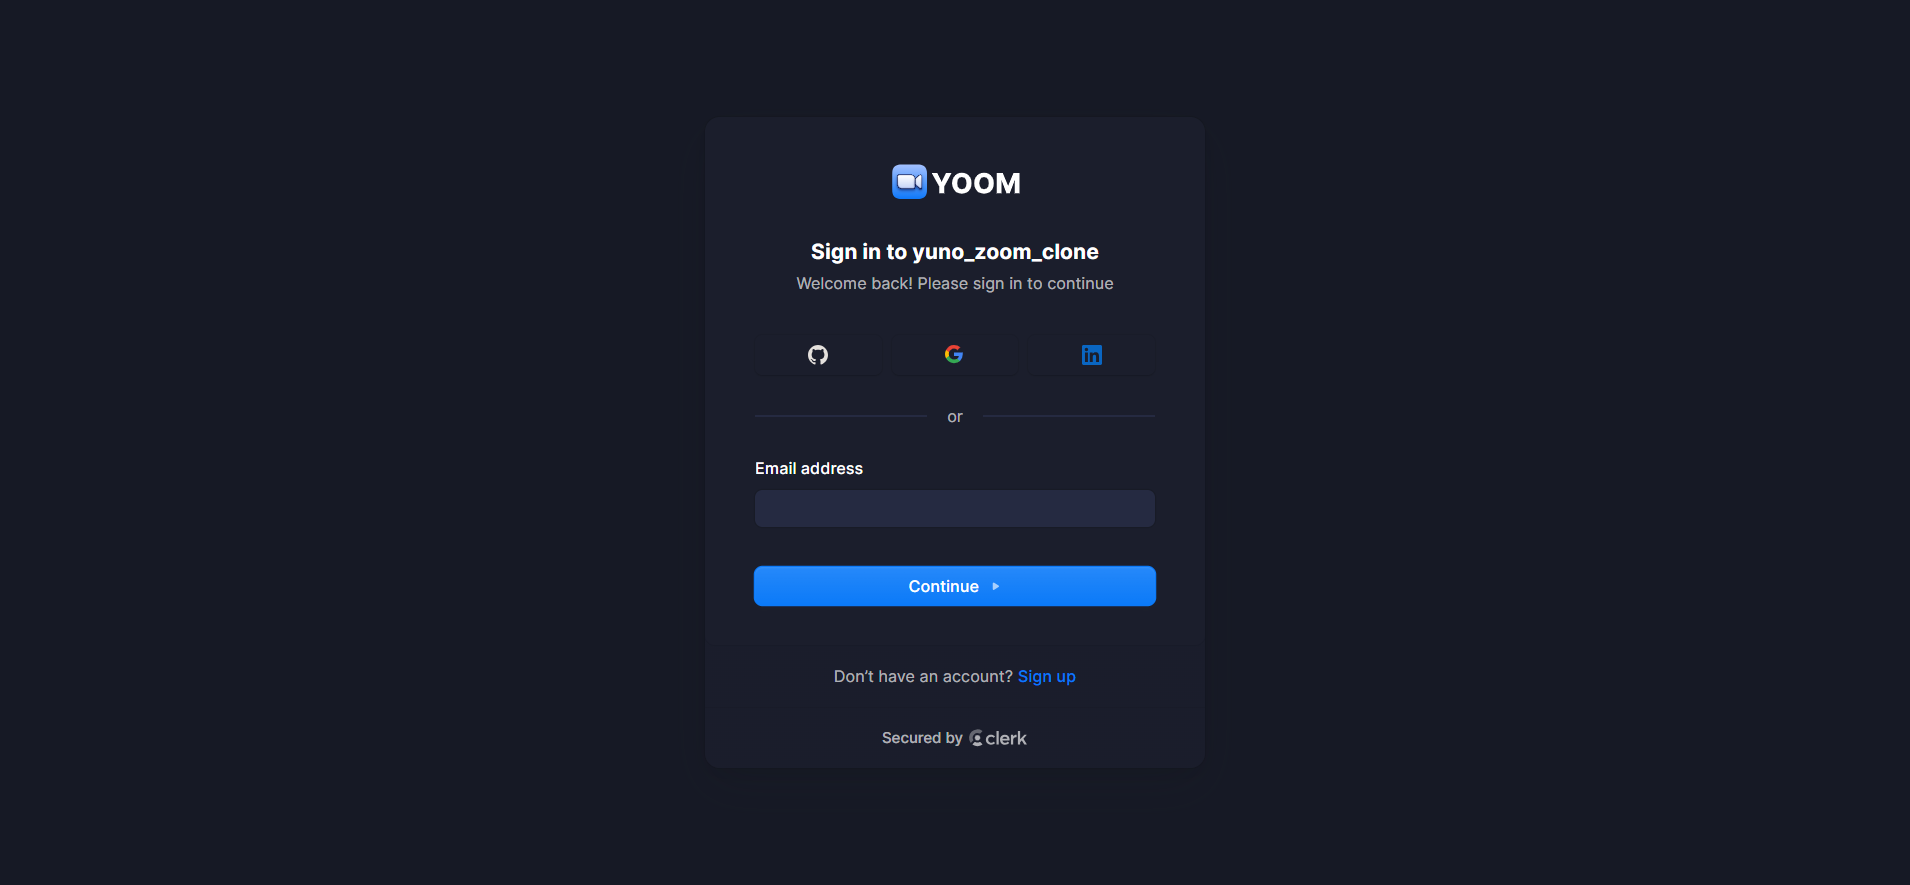 YOOM
Sign in to yuno_zoom_clone
Welcome back! Please sign in to continue
or
Email address
Continue
Don’t have an account? Sign up
Secured by clerk